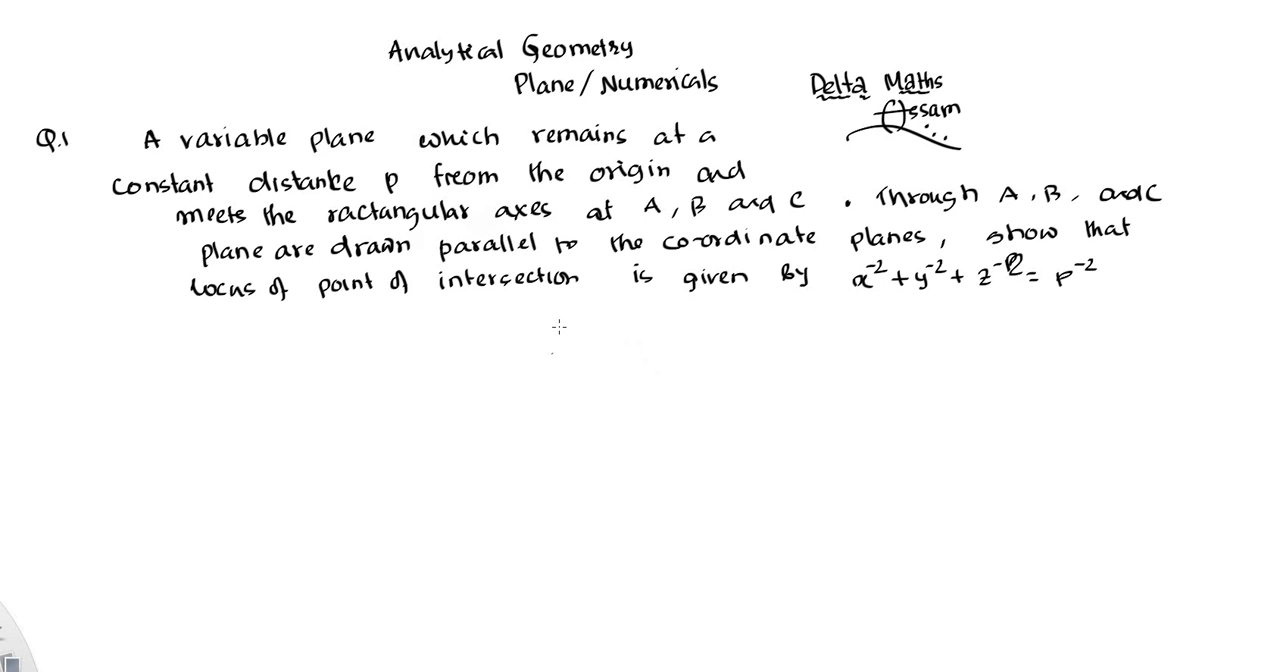 Analytical Geometry
Plane / Numericals
Delta Maths
Ossam
Q.1 A variable plane which remains at a
constant distance p from the origin and
meets the ractangular axes at A, B and C . Through A, B, and C
plane are drawn parallel to the co-ordinate planes, show that
locus of point of intersection is given by x⁻² + y⁻² + z⁻² = p⁻²